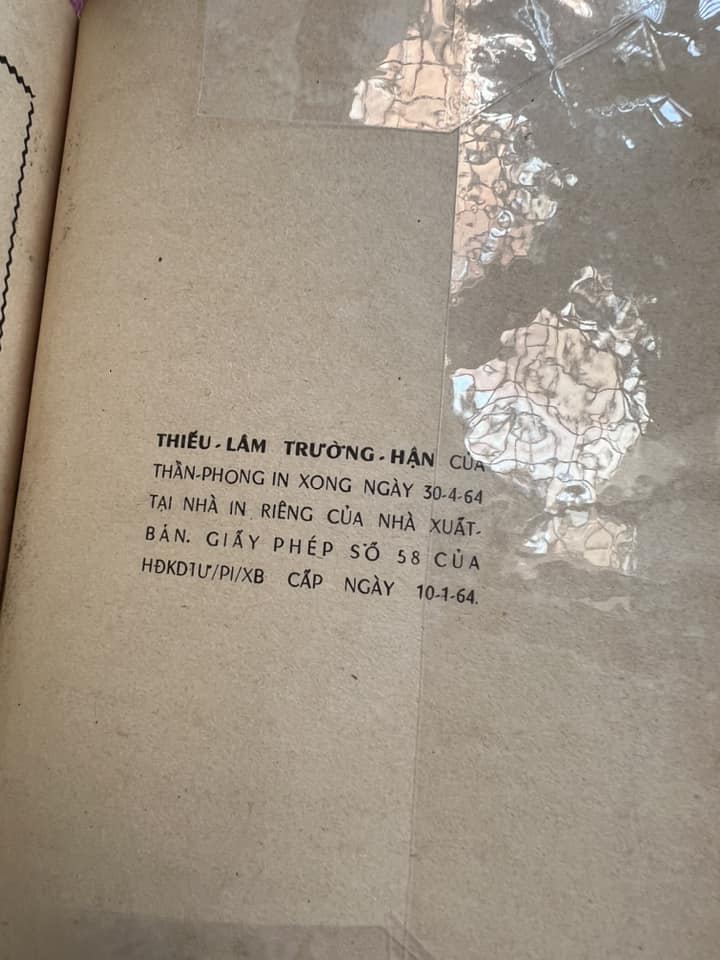 THIẾU-LÂM TRƯỜNG-HẬN CỦA
THẦN-PHONG IN XONG NGÀY 30-4-64
TẠI NHÀ IN RIÊNG CỦA NHÀ XUẤT-
BẢN. GIẤY PHÉP SỐ 58 CỦA
HĐKDTƯ/PI/XB CẤP NGÀY 10-1-64.